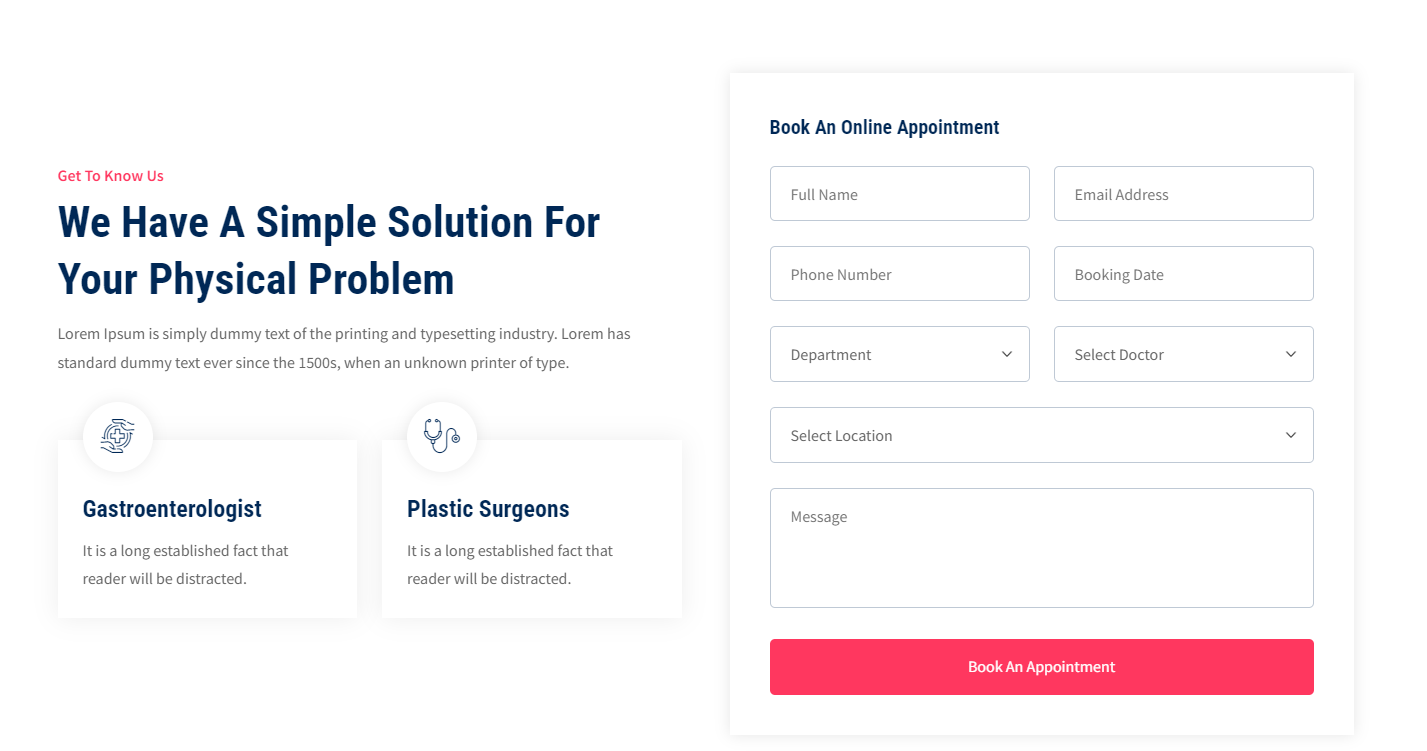 Get To Know Us
We Have A Simple Solution For
Your Physical Problem
Lorem Ipsum is simply dummy text of the printing and typesetting industry. Lorem has
standard dummy text ever since the 1500s, when an unknown printer of type.
Gastroenterologist
It is a long established fact that
reader will be distracted.
Plastic Surgeons
It is a long established fact that
reader will be distracted.
Book An Online Appointment
Full Name
Email Address
Phone Number
Booking Date
Department
Select Doctor
Select Location
Message
Book An Appointment